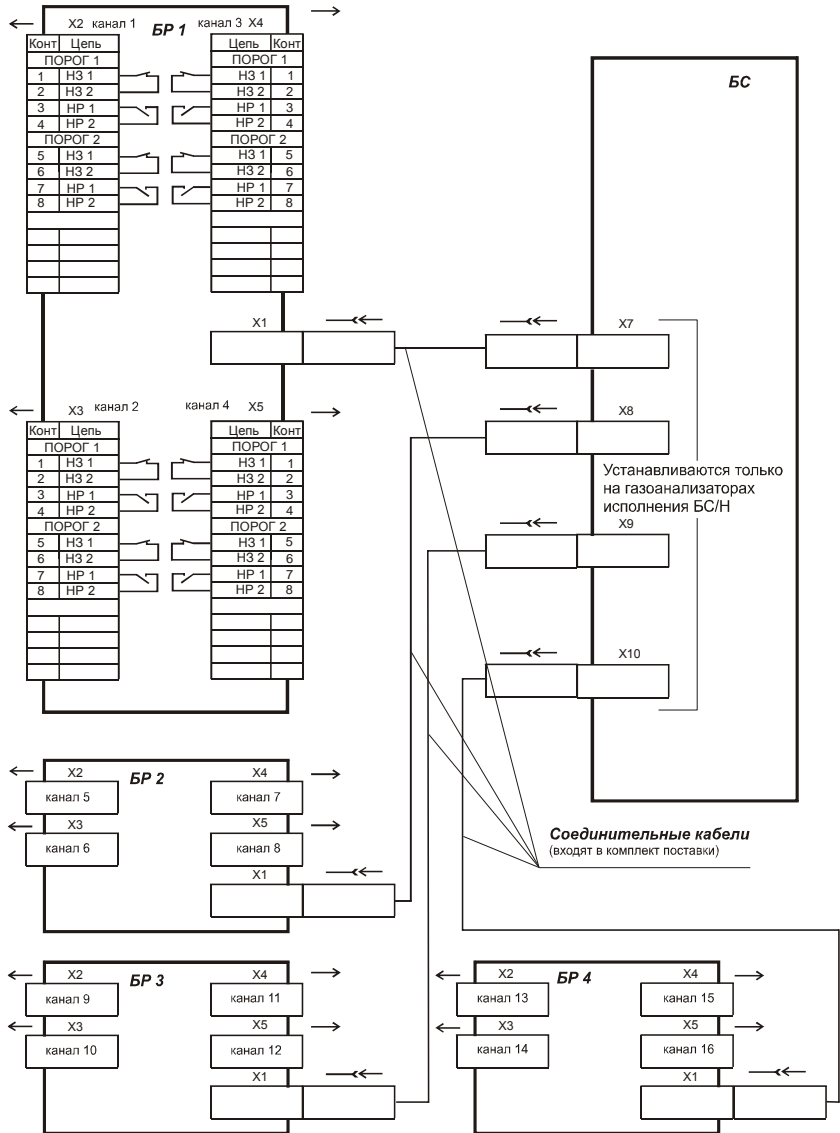 X2 канал 1 БР 1 канал 3 X4
Конт Цепь
ПОРОГ 1
1 НЗ 1
2 НЗ 2
3 НР 1
4 НР 2
ПОРОГ 2
5 НЗ 1
6 НЗ 2
7 НР 1
8 НР 2
Цепь Конт
ПОРОГ 1
НЗ 1 1
НЗ 2 2
НР 1 3
НР 2 4
ПОРОГ 2
НЗ 1 5
НЗ 2 6
НР 1 7
НР 2 8
X1
X3 канал 2 канал 4 X5
Конт Цепь
ПОРОГ 1
1 НЗ 1
2 НЗ 2
3 НР 1
4 НР 2
ПОРОГ 2
5 НЗ 1
6 НЗ 2
7 НР 1
8 НР 2
Цепь Конт
ПОРОГ 1
НЗ 1 1
НЗ 2 2
НР 1 3
НР 2 4
ПОРОГ 2
НЗ 1 5
НЗ 2 6
НР 1 7
НР 2 8
БС
X7
X8
Устанавливаются только
на газоанализаторах
исполнения БС/Н
X9
X10
Соединительные кабели
(входят в комплект поставки)
БР 2
X2
канал 5
X4
канал 7
X3
канал 6
X5
канал 8
X1
БР 3
X2
канал 9
X4
канал 11
X3
канал 10
X5
канал 12
X1
БР 4
X2
канал 13
X4
канал 15
X3
канал 14
X5
канал 16
X1